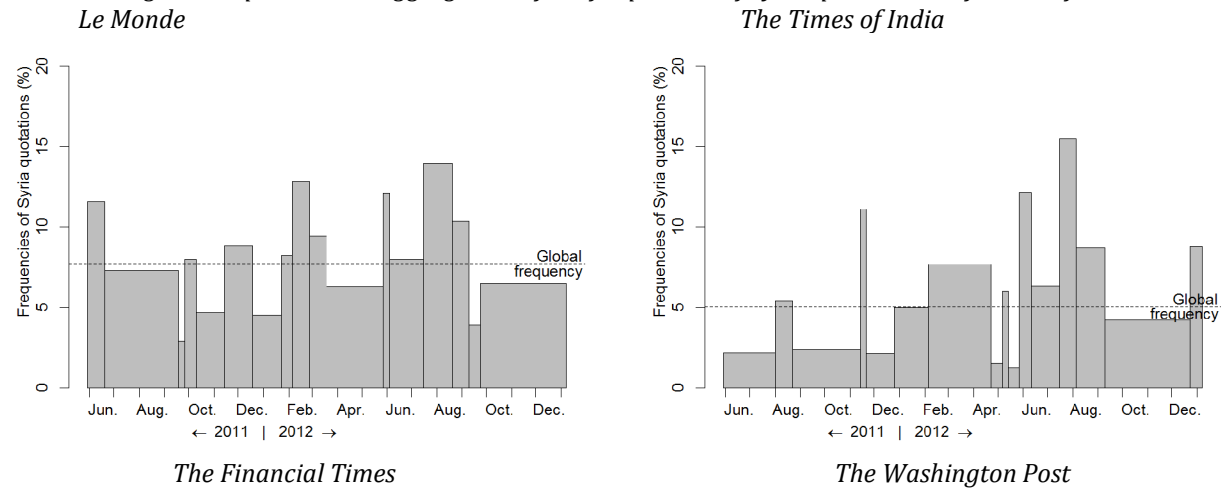 Le Monde
The Times of India
Frequencies of Syria quotations (%)
20
15
10
5
0
Global
frequency
Jun. Aug. Oct. Dec. Feb. Apr. Jun. Aug. Oct. Dec.
← 2011 | 2012 →
Frequencies of Syria quotations (%)
20
15
10
5
0
Global
frequency
Jun. Aug. Oct. Dec. Feb. Apr. Jun. Aug. Oct. Dec.
← 2011 | 2012 →
The Financial Times
The Washington Post